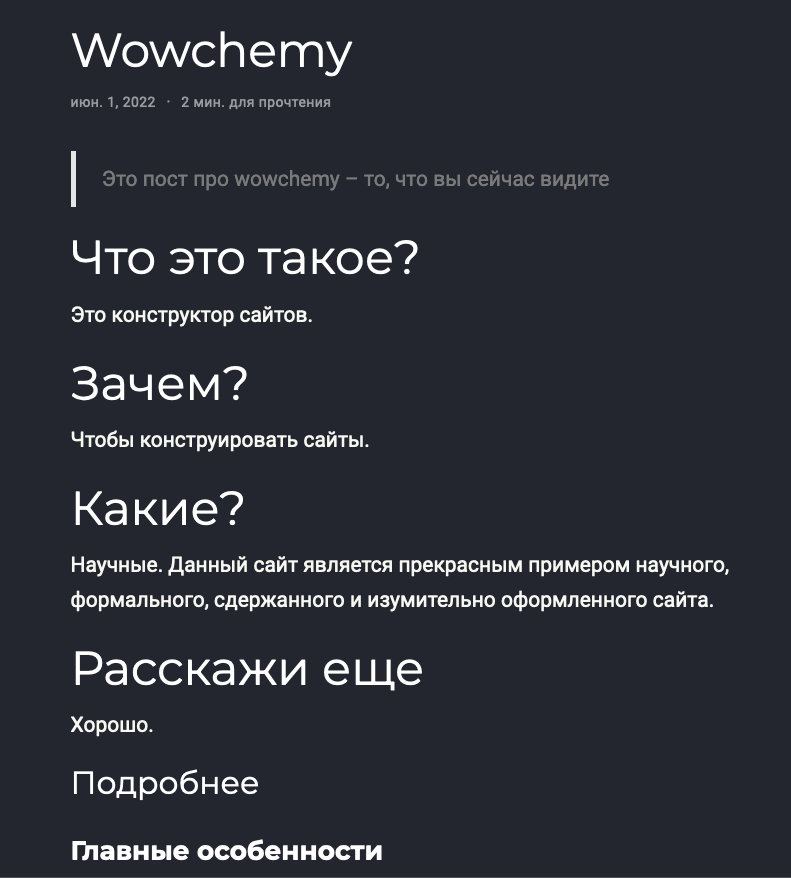 Wowchemy
июн. 1, 2022 · 2 мин. для прочтения
Это пост про wowchemy – то, что вы сейчас видите
Что это такое?
Это конструктор сайтов.
Зачем?
Чтобы конструировать сайты.
Какие?
Научные. Данный сайт является прекрасным примером научного,
формального, сдержанного и изумительно оформленного сайта.
Расскажи еще
Хорошо.
Подробнее
Главные особенности